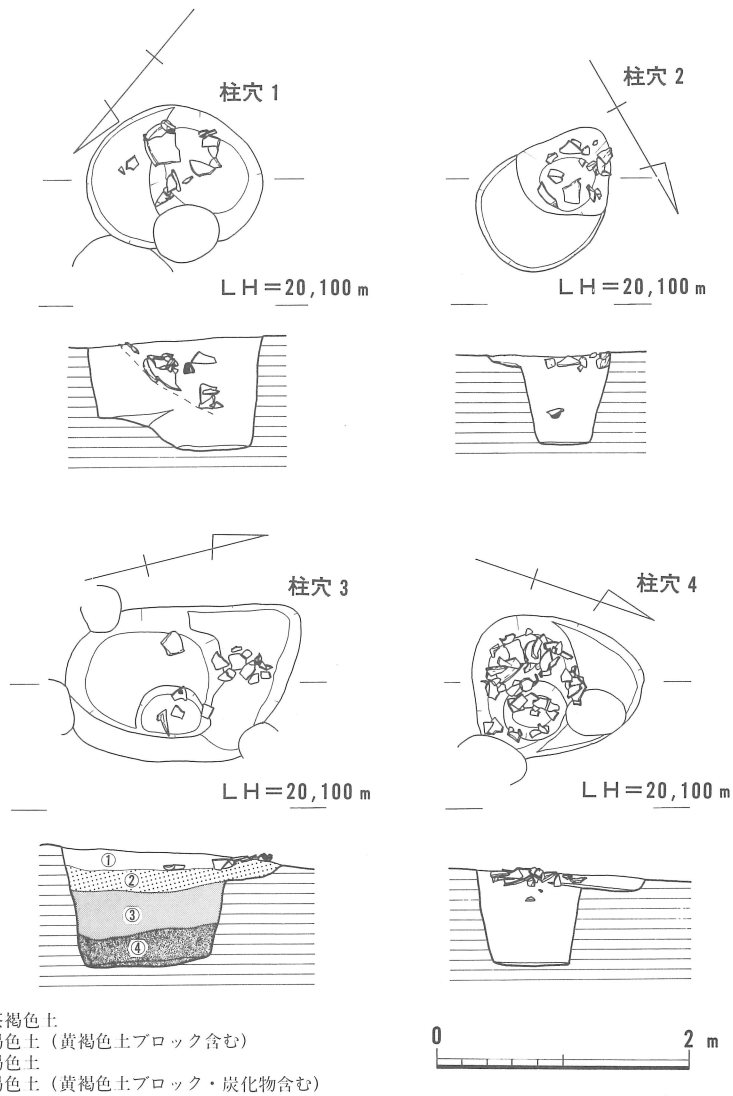 柱穴 1
柱穴 2
LH=20,100 m
LH=20,100 m
柱穴 3
柱穴 4
LH=20,100 m
LH=20,100 m
①
②
③
④
褐色土
褐色土（黄褐色土ブロック含む）
褐色土
褐色土（黄褐色土ブロック・炭化物含む）
0 2 m